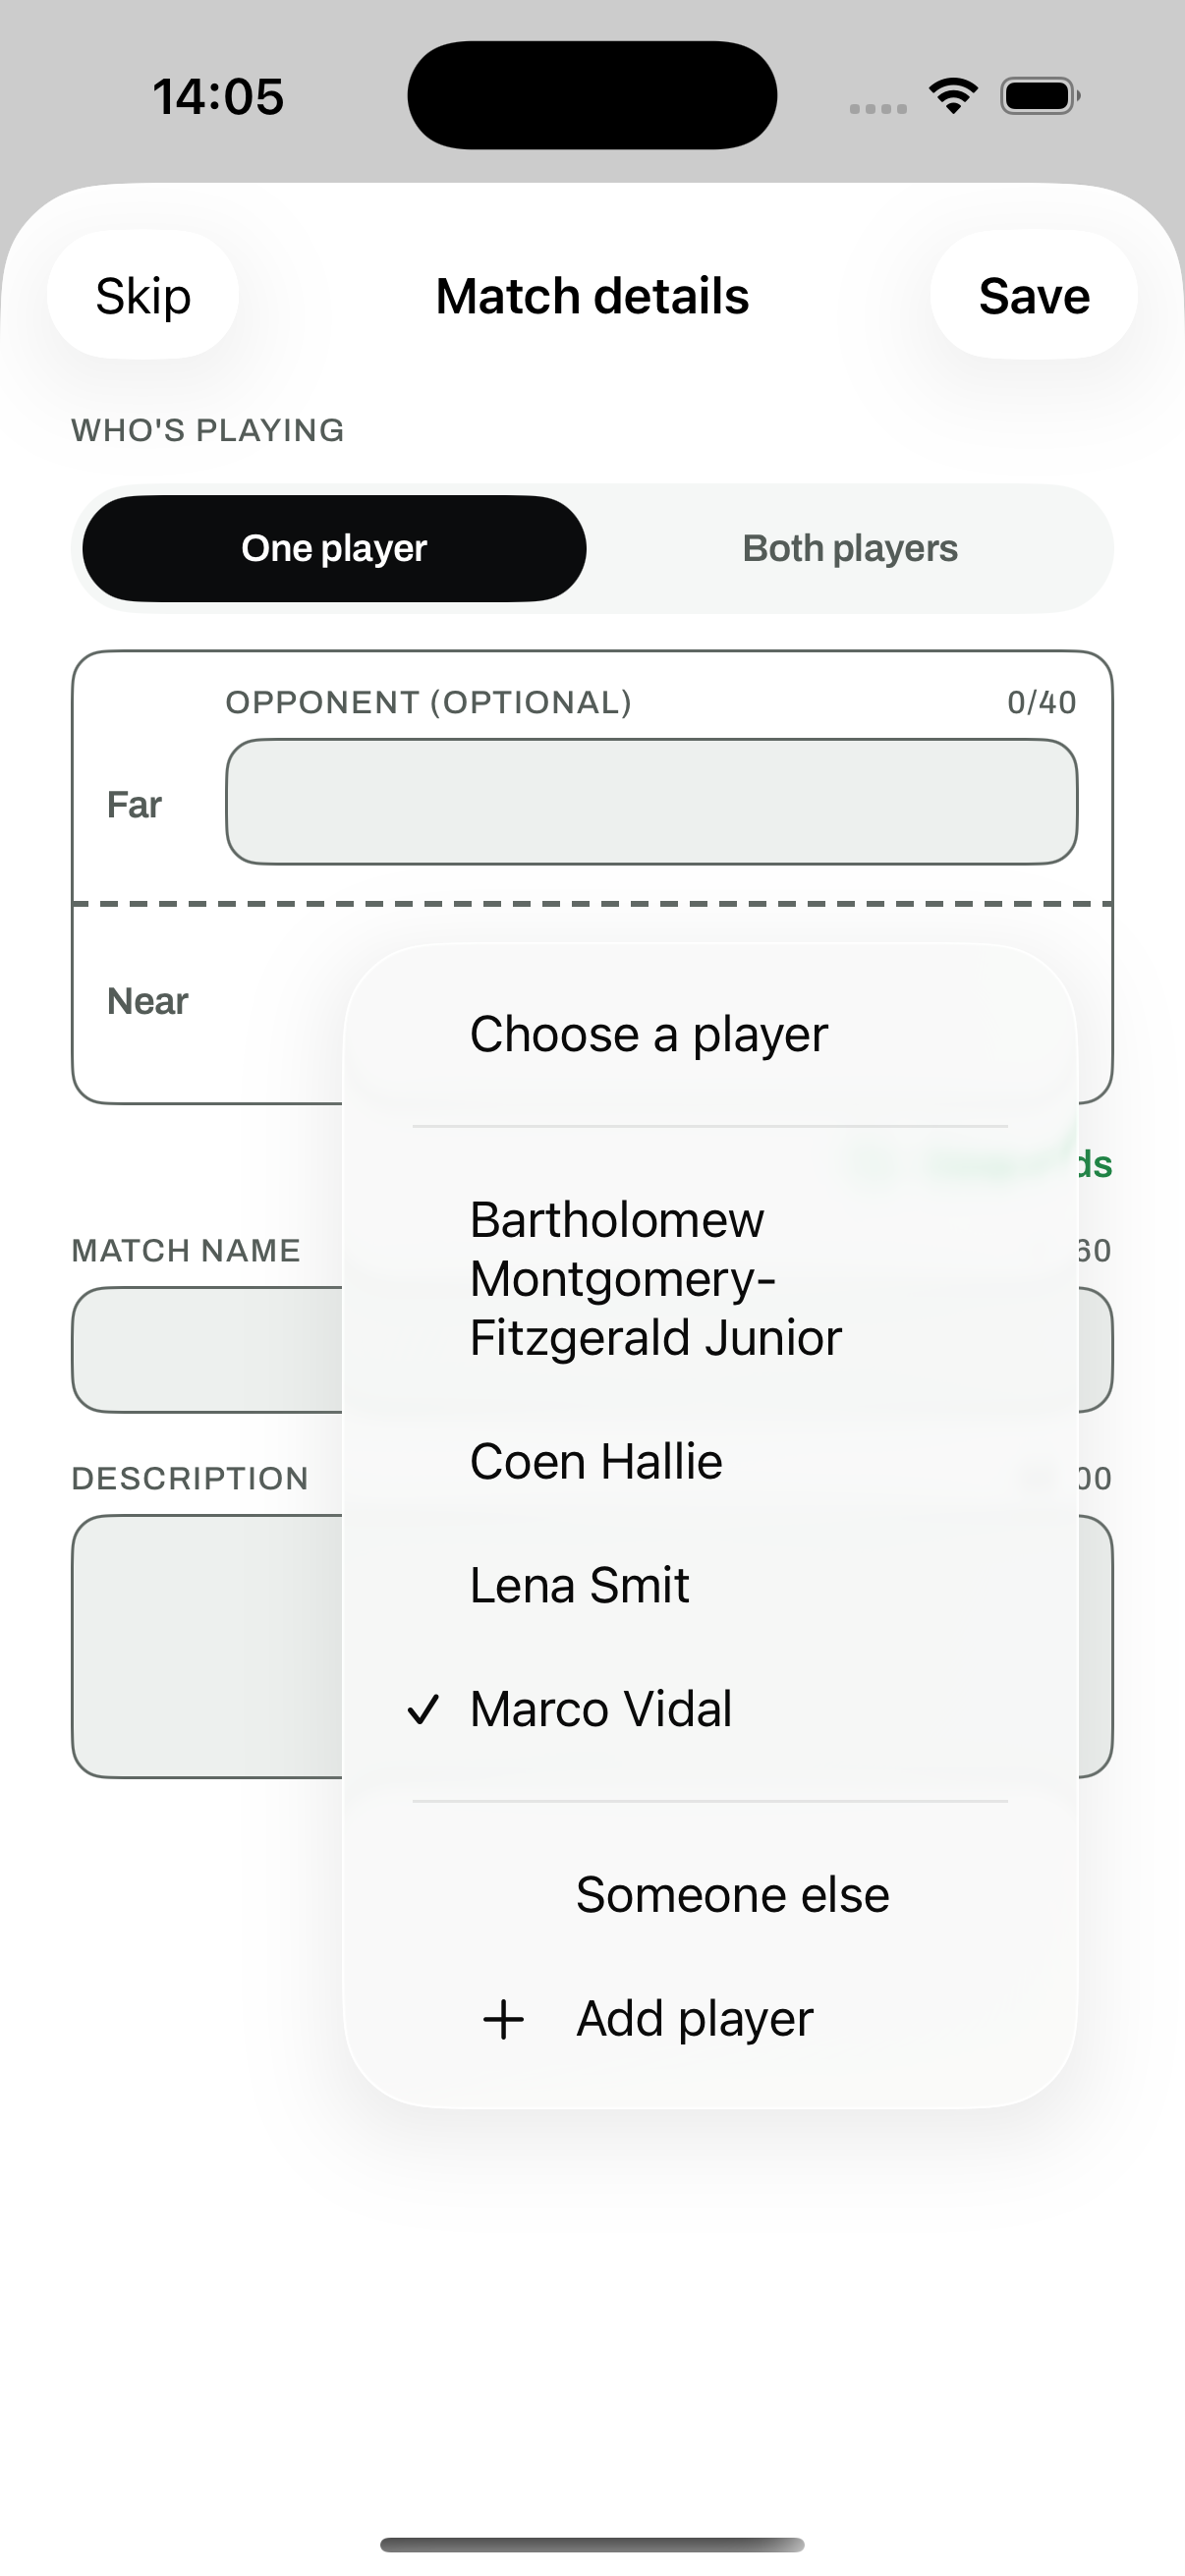 14:05
Skip
Match details
Save
WHO'S PLAYING
One player
Both players
OPPONENT (OPTIONAL)
0/40
Far
Near
Choose a player
Bartholomew
Montgomery-
Fitzgerald Junior
Coen Hallie
Lena Smit
Marco Vidal
Someone else
Add player
MATCH NAME
DESCRIPTION